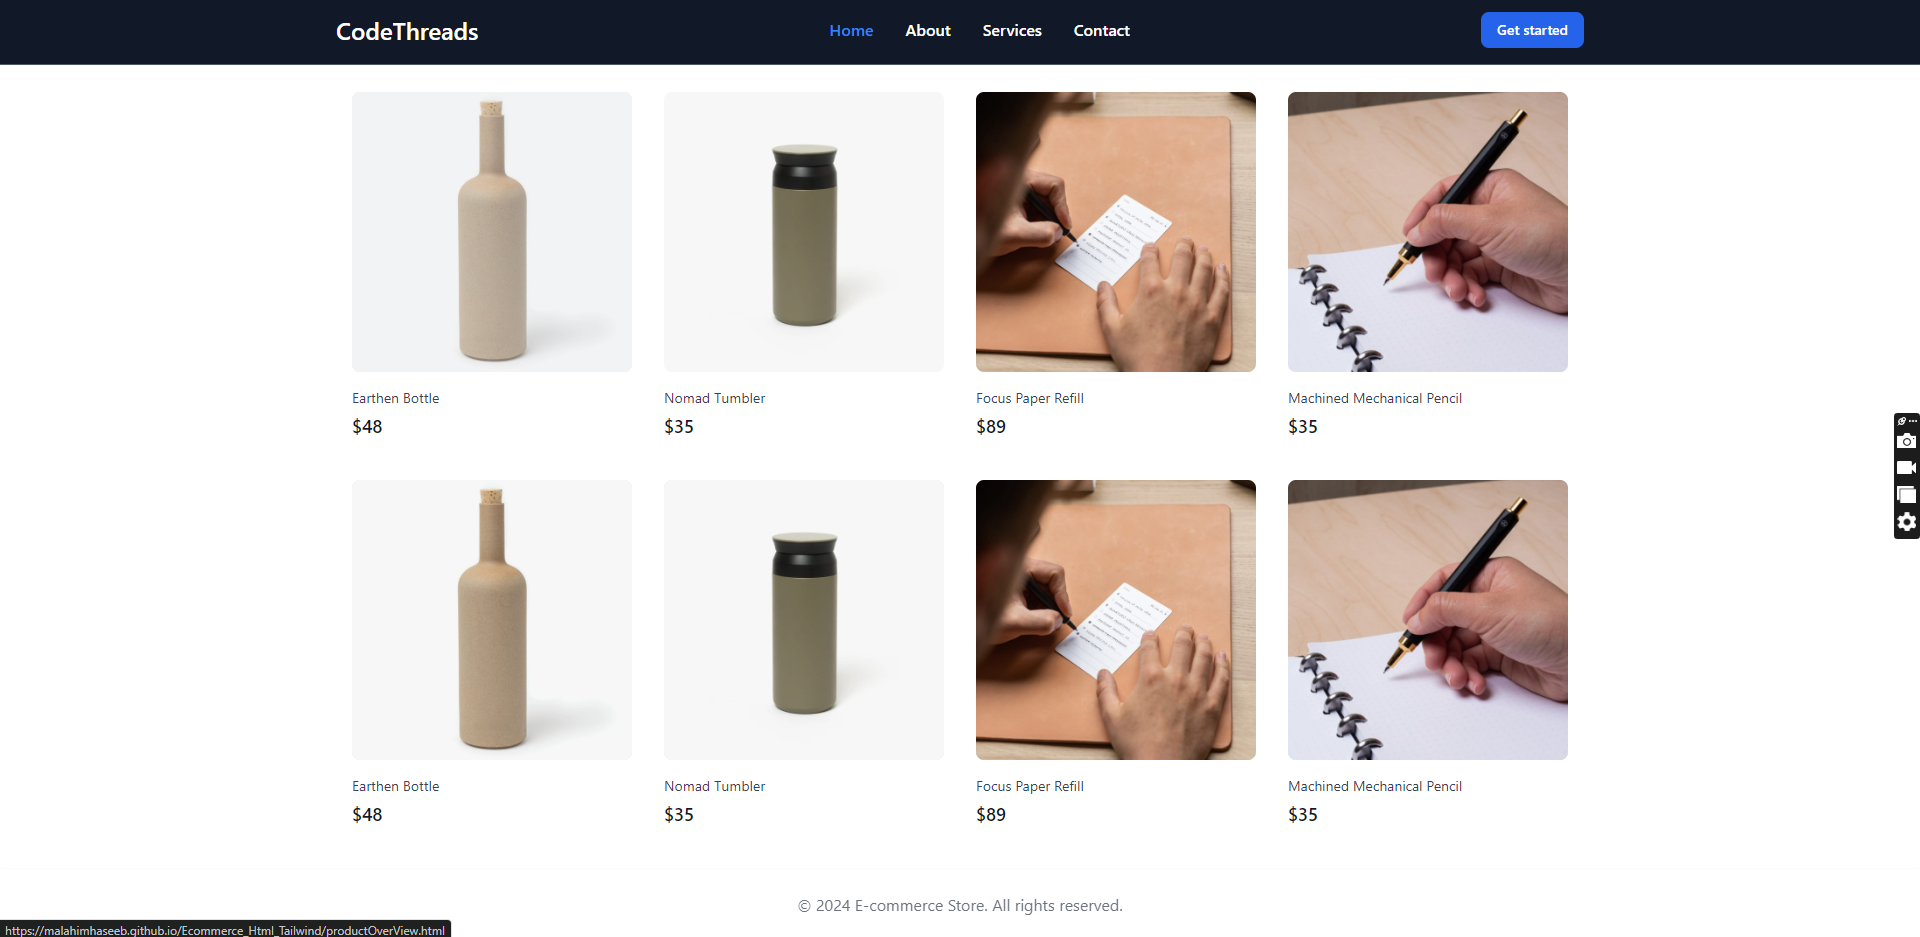 CodeThreads
Home About Services Contact
Get started
Earthen Bottle
$48
Nomad Tumbler
$35
Focus Paper Refill
$89
Machined Mechanical Pencil
$35
Earthen Bottle
$48
Nomad Tumbler
$35
Focus Paper Refill
$89
Machined Mechanical Pencil
$35
© 2024 E-commerce Store. All rights reserved.
https://malahimhaseeb.github.io/Ecommerce_Html_Tailwind/productOverView.html